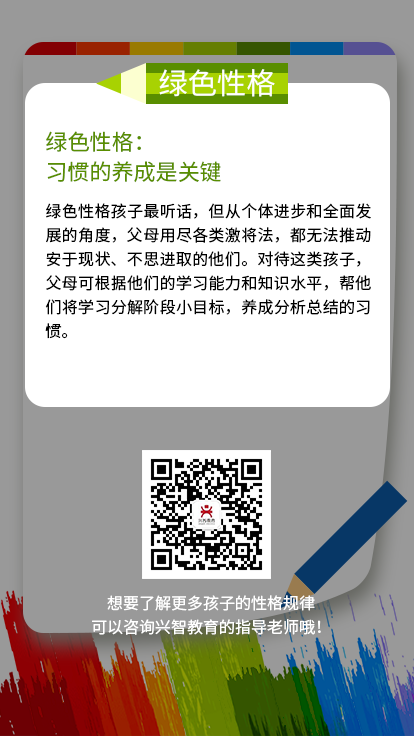 绿色性格
绿色性格：
习惯的养成是关键
绿色性格孩子最听话，但从个体进步和全面发
展的角度，父母用尽各类激将法，都无法推动
安于现状、不思进取的他们。对待这类孩子，
父母可根据他们的学习能力和知识水平，帮他
们将学习分解阶段小目标，养成分析总结的习
惯。
想要了解更多孩子的性格规律
可以咨询兴智教育的指导老师哦！